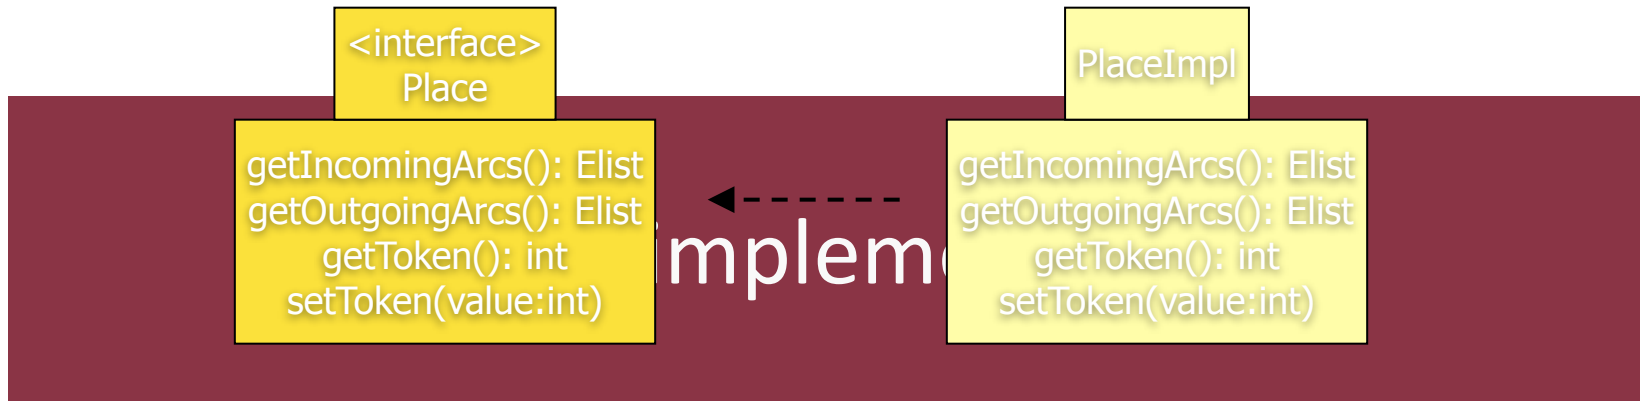 <interface>
Place
getIncomingArcs(): Elist
getOutgoingArcs(): Elist
getToken(): int
setToken(value:int)
PlaceImpl
getIncomingArcs(): Elist
getOutgoingArcs(): Elist
getToken(): int
setToken(value:int)